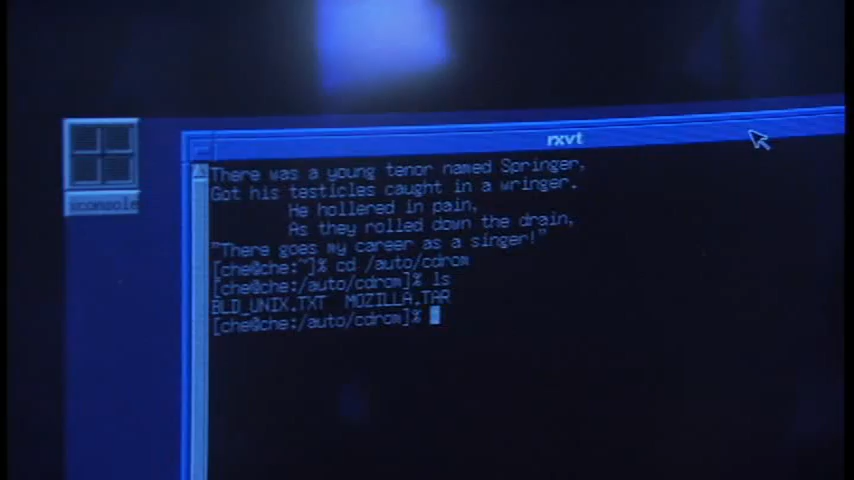 rxvt
xconsole
There was a young tenor named Springer,
Got his testicles caught in a wringer.
He hollered in pain,
As they rolled down the drain,
"There goes my career as a singer!"
[che@che:~]% cd /auto/cdrom
[che@che:/auto/cdrom]% ls
BLD_UNIX.TXT MOZILLA.TAR
[che@che:/auto/cdrom]%